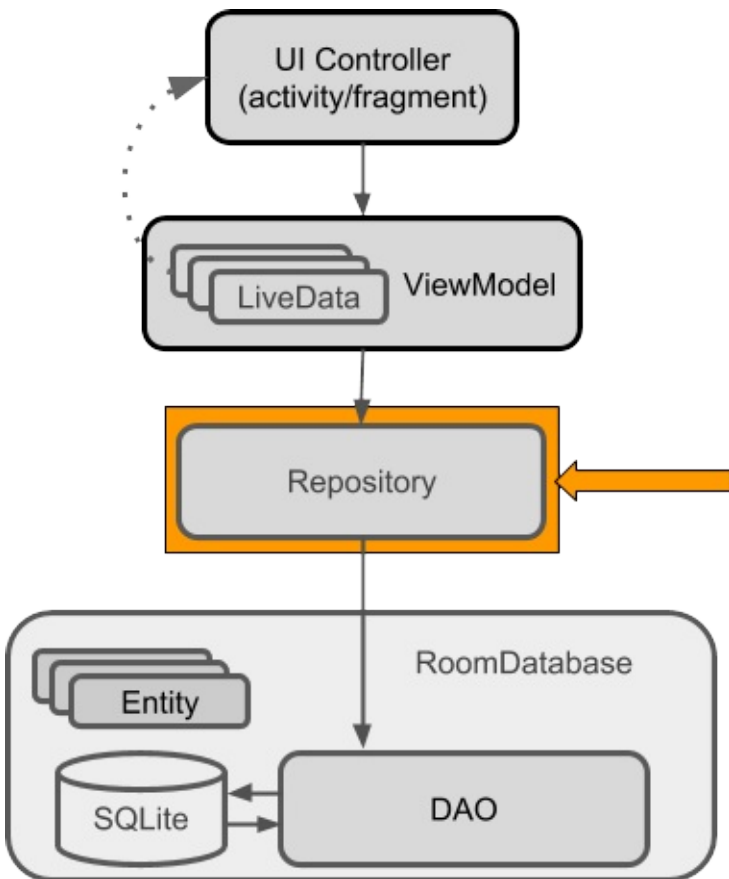 UI Controller
(activity/fragment)
LiveData
ViewModel
Repository
RoomDatabase
Entity
SQLite
DAO